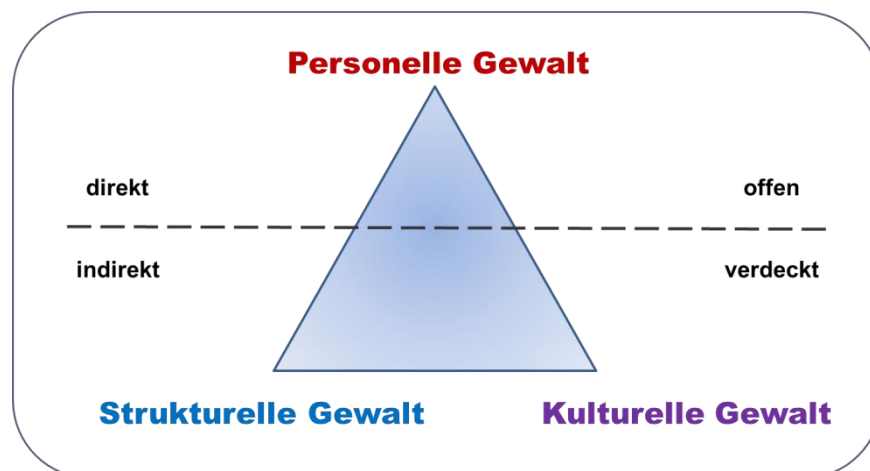 Personelle Gewalt
direkt
offen
indirekt
verdeckt
Strukturelle Gewalt
Kulturelle Gewalt